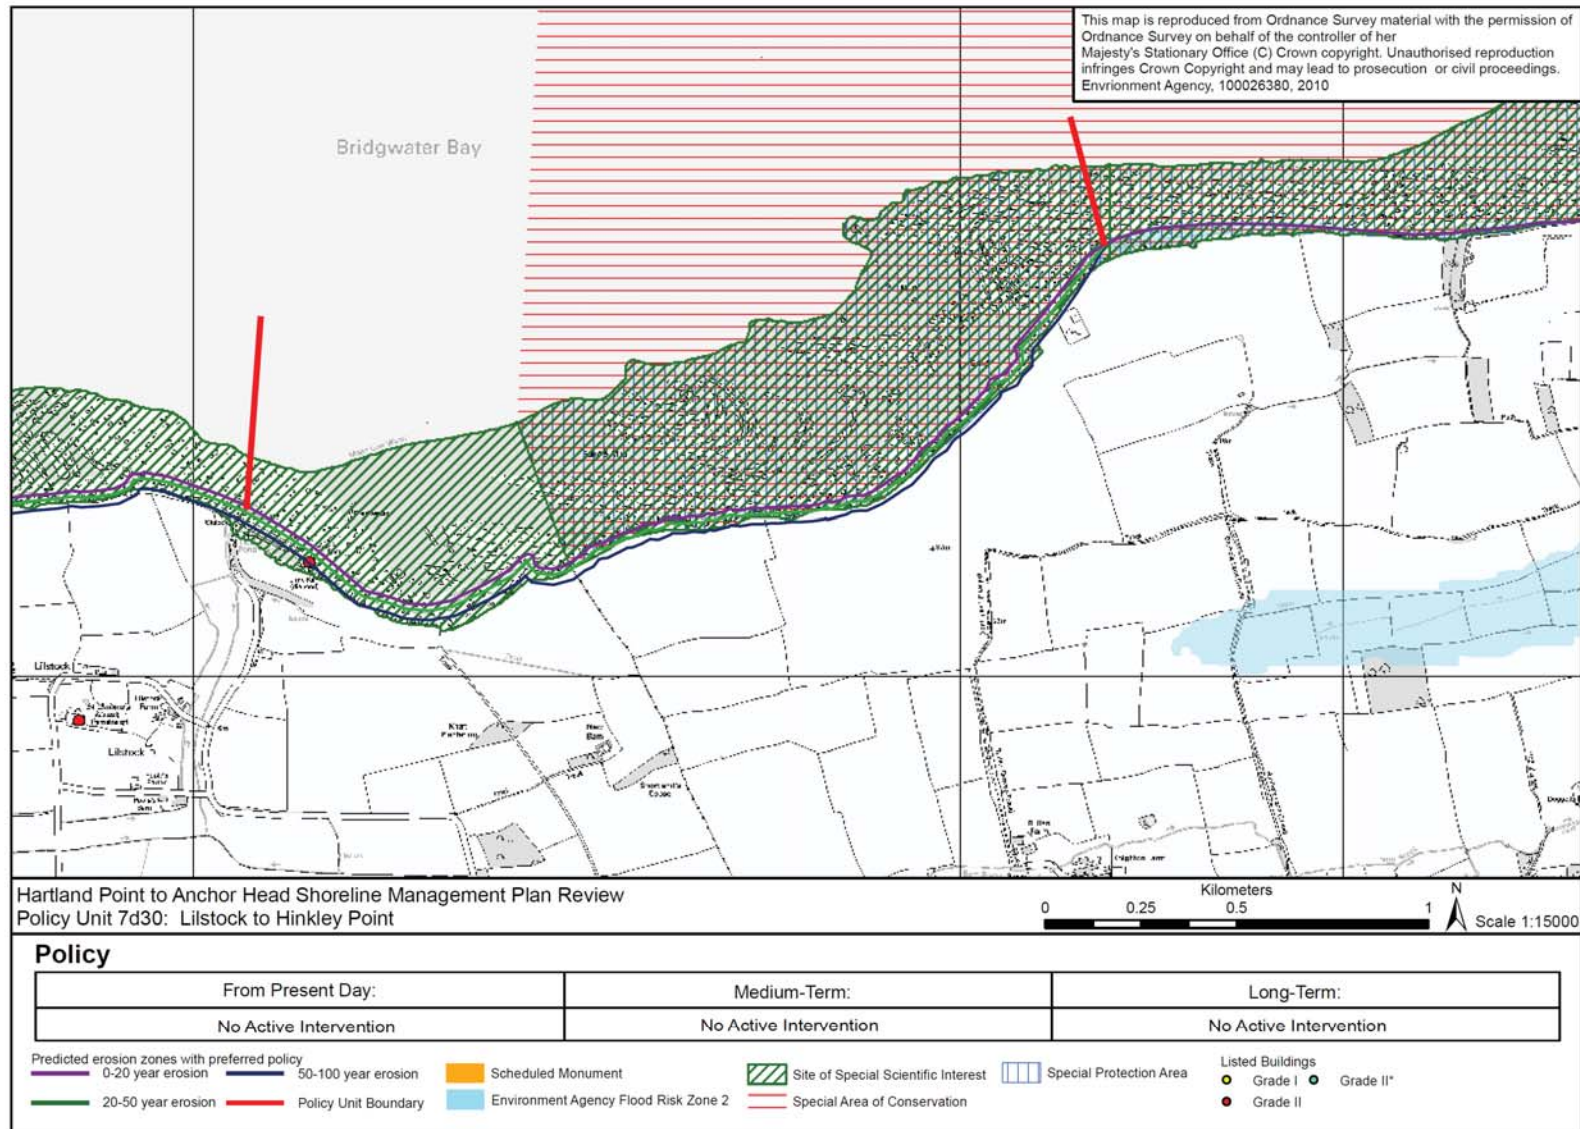 This map is reproduced from Ordnance Survey material with the permission of
Ordnance Survey on behalf of the controller of her
Majesty's Stationary Office (C) Crown copyright. Unauthorised reproduction
infringes Crown Copyright and may lead to prosecution or civil proceedings.
Envrionment Agency, 100026380, 2010
Bridgwater Bay
Lilstock
Lilstock
Hartland Point to Anchor Head Shoreline Management Plan Review
Policy Unit 7d30: Lilstock to Hinkley Point
Kilometers
0 0.25 0.5 1
N
Scale 1:15000
Policy
From Present Day: Medium-Term: Long-Term:
No Active Intervention No Active Intervention No Active Intervention
Predicted erosion zones with preferred policy
0-20 year erosion 50-100 year erosion Scheduled Monument Site of Special Scientific Interest Special Protection Area
20-50 year erosion Policy Unit Boundary Environment Agency Flood Risk Zone 2 Special Area of Conservation
Listed Buildings
Grade I Grade II*
Grade II